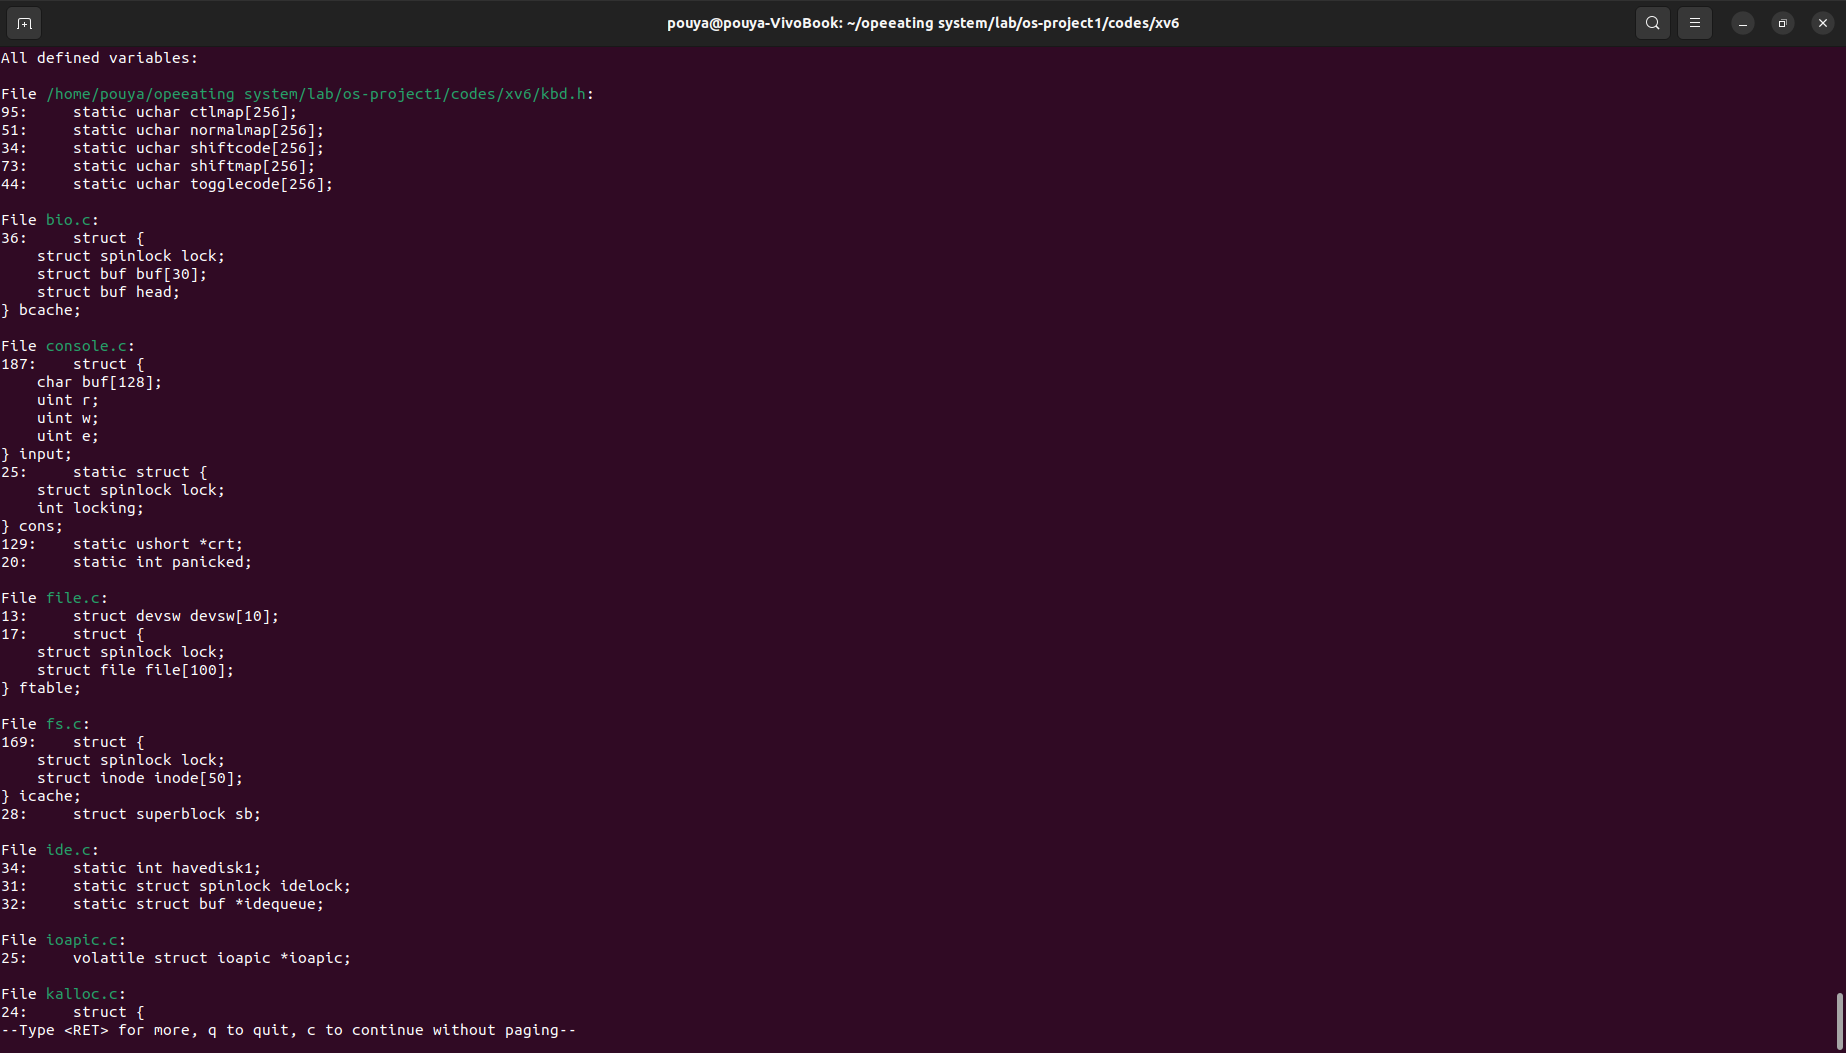 pouya@pouya-VivoBook: ~/opeeating system/lab/os-project1/codes/xv6
All defined variables:
File /home/pouya/opeeating system/lab/os-project1/codes/xv6/kbd.h:
95:     static uchar ctlmap[256];
51:     static uchar normalmap[256];
34:     static uchar shiftcode[256];
73:     static uchar shiftmap[256];
44:     static uchar togglecode[256];
File bio.c:
36:     struct {
    struct spinlock lock;
    struct buf buf[30];
    struct buf head;
} bcache;
File console.c:
187:    struct {
    char buf[128];
    uint r;
    uint w;
    uint e;
} input;
25:     static struct {
    struct spinlock lock;
    int locking;
} cons;
129:    static ushort *crt;
20:     static int panicked;
File file.c:
13:     struct devsw devsw[10];
17:     struct {
    struct spinlock lock;
    struct file file[100];
} ftable;
File fs.c:
169:    struct {
    struct spinlock lock;
    struct inode inode[50];
} icache;
28:     struct superblock sb;
File ide.c:
34:     static int havedisk1;
31:     static struct spinlock idelock;
32:     static struct buf *idequeue;
File ioapic.c:
25:     volatile struct ioapic *ioapic;
File kalloc.c:
24:     struct {
--Type <RET> for more, q to quit, c to continue without paging--